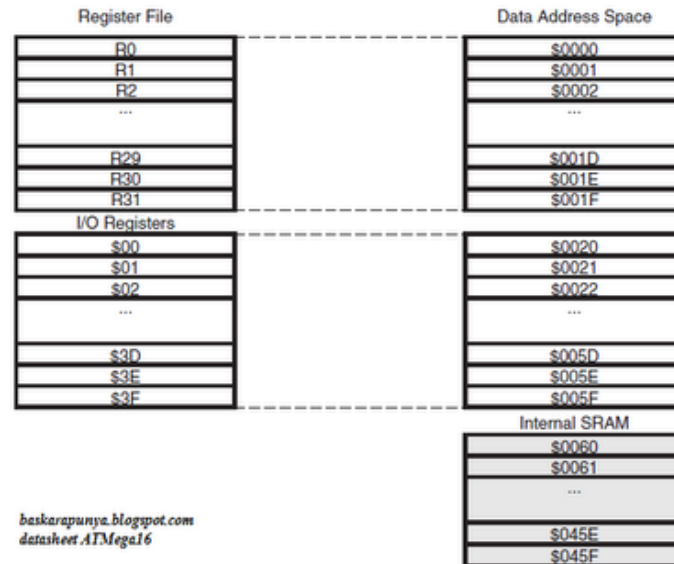 Register File
R0
R1
R2
...
R29
R30
R31
I/O Registers
$00
$01
$02
...
$3D
$3E
$3F
Data Address Space
$0000
$0001
$0002
...
$001D
$001E
$001F
$0020
$0021
$0022
...
$005D
$005E
$005F
Internal SRAM
$0060
$0061
...
$045E
$045F
baskarapunya.blogspot.com
datasheet ATMega16